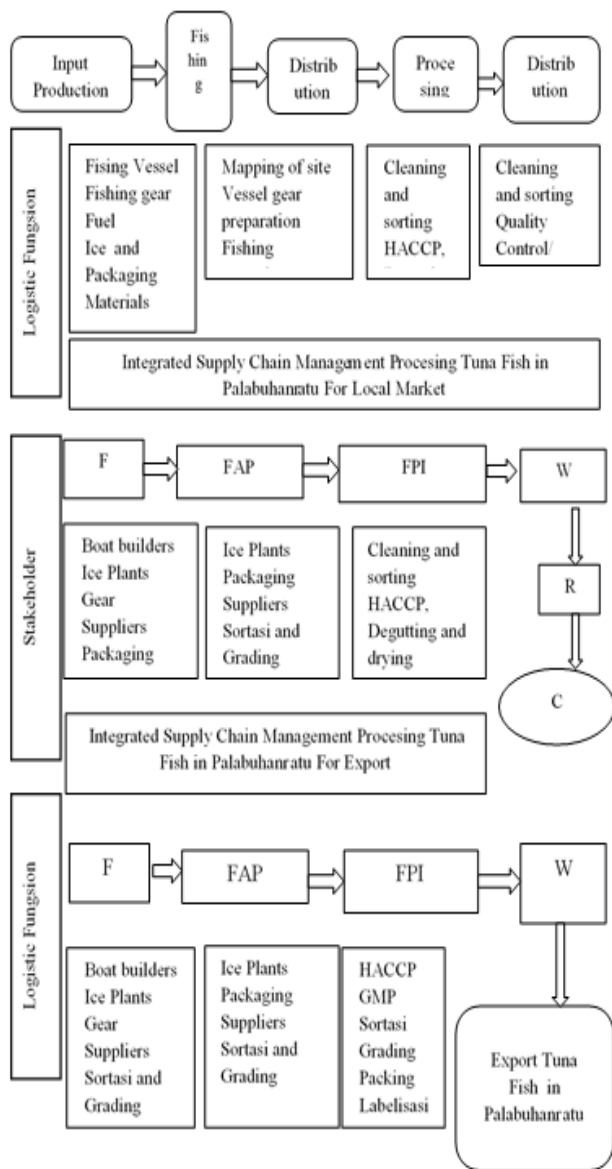 Input
Production
Fis
hin
g
Distrib
ution
Proce
sing
Distrib
ution
Logistic Fungsion
Fising Vessel
Fishing gear
Fuel
Ice and
Packaging
Materials
Mapping of site
Vessel gear
preparation
Fishing
Cleaning
and
sorting
HACCP,
Cleaning
and sorting
Quality
Control/
Integrated Supply Chain Management Procesing Tuna Fish in
Palabuhanratu For Local Market
Stakeholder
F
FAP
FPI
W
R
C
Boat builders
Ice Plants
Gear
Suppliers
Packaging
Ice Plants
Packaging
Suppliers
Sortasi and
Grading
Cleaning and
sorting
HACCP,
Degutting and
drying
Integrated Supply Chain Management Procesing Tuna
Fish in Palabuhanratu For Export
Logistic Fungsion
F
FAP
FPI
W
Boat builders
Ice Plants
Gear
Suppliers
Sortasi and
Grading
Ice Plants
Packaging
Suppliers
Sortasi and
Grading
HACCP
GMP
Sortasi
Grading
Packing
Labelisasi
Export Tuna
Fish in
Palabuhanratu